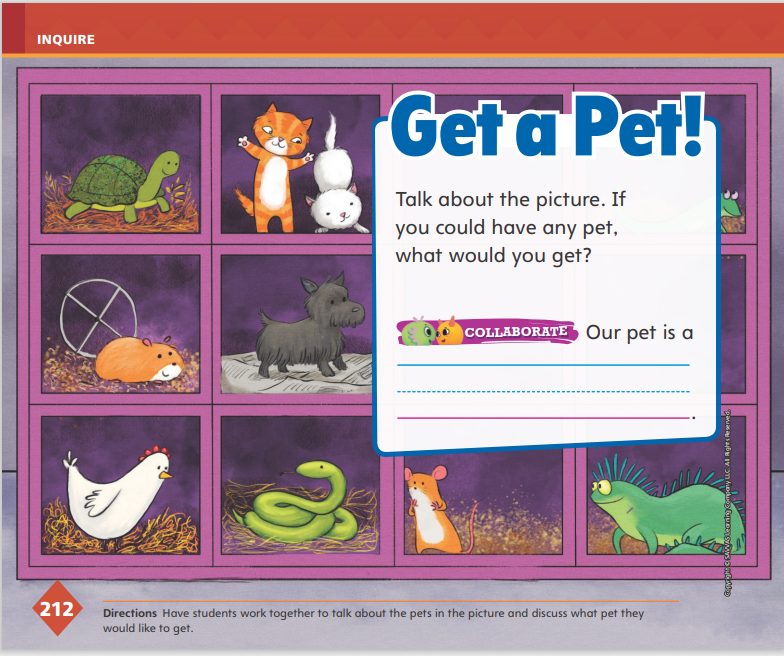 INQUIRE
Get a Pet!
Talk about the picture. If
you could have any pet,
what would you get?
COLLABORATE Our pet is a
.
Copyright © SAVVAS Learning Company LLC. All Rights Reserved.
212
Directions Have students work together to talk about the pets in the picture and discuss what pet they
would like to get.